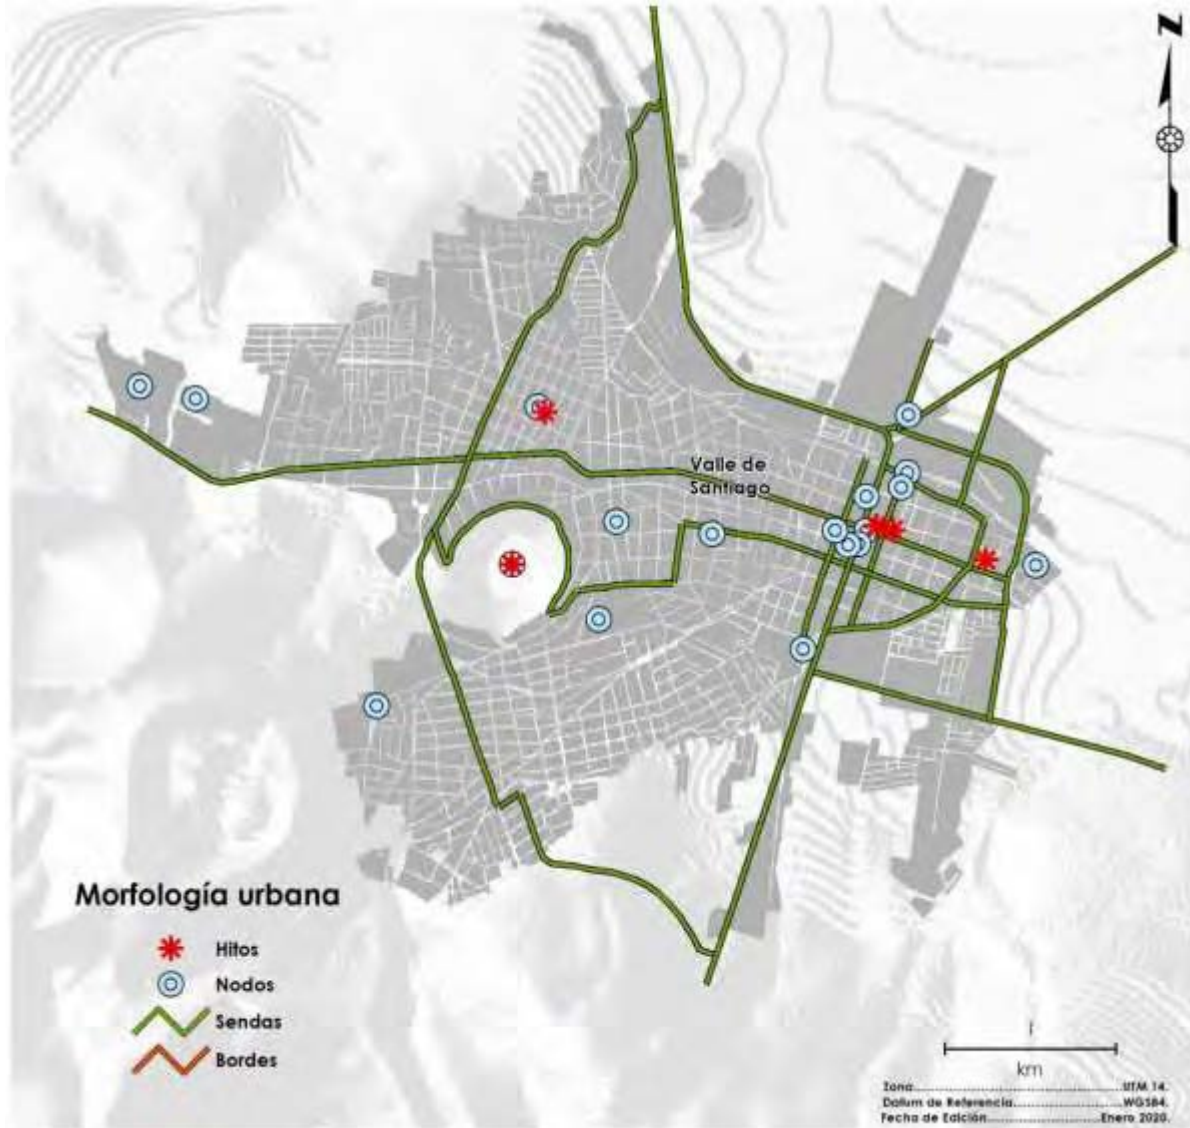 Z
Valle de
Santiago
Morfología urbana
Hitos
Nodos
Sendas
Bordes
1
km
Zona..............................UTM 14.
Datum de Referencia..............WGS84.
Fecha de Edición..............Enero 2020.